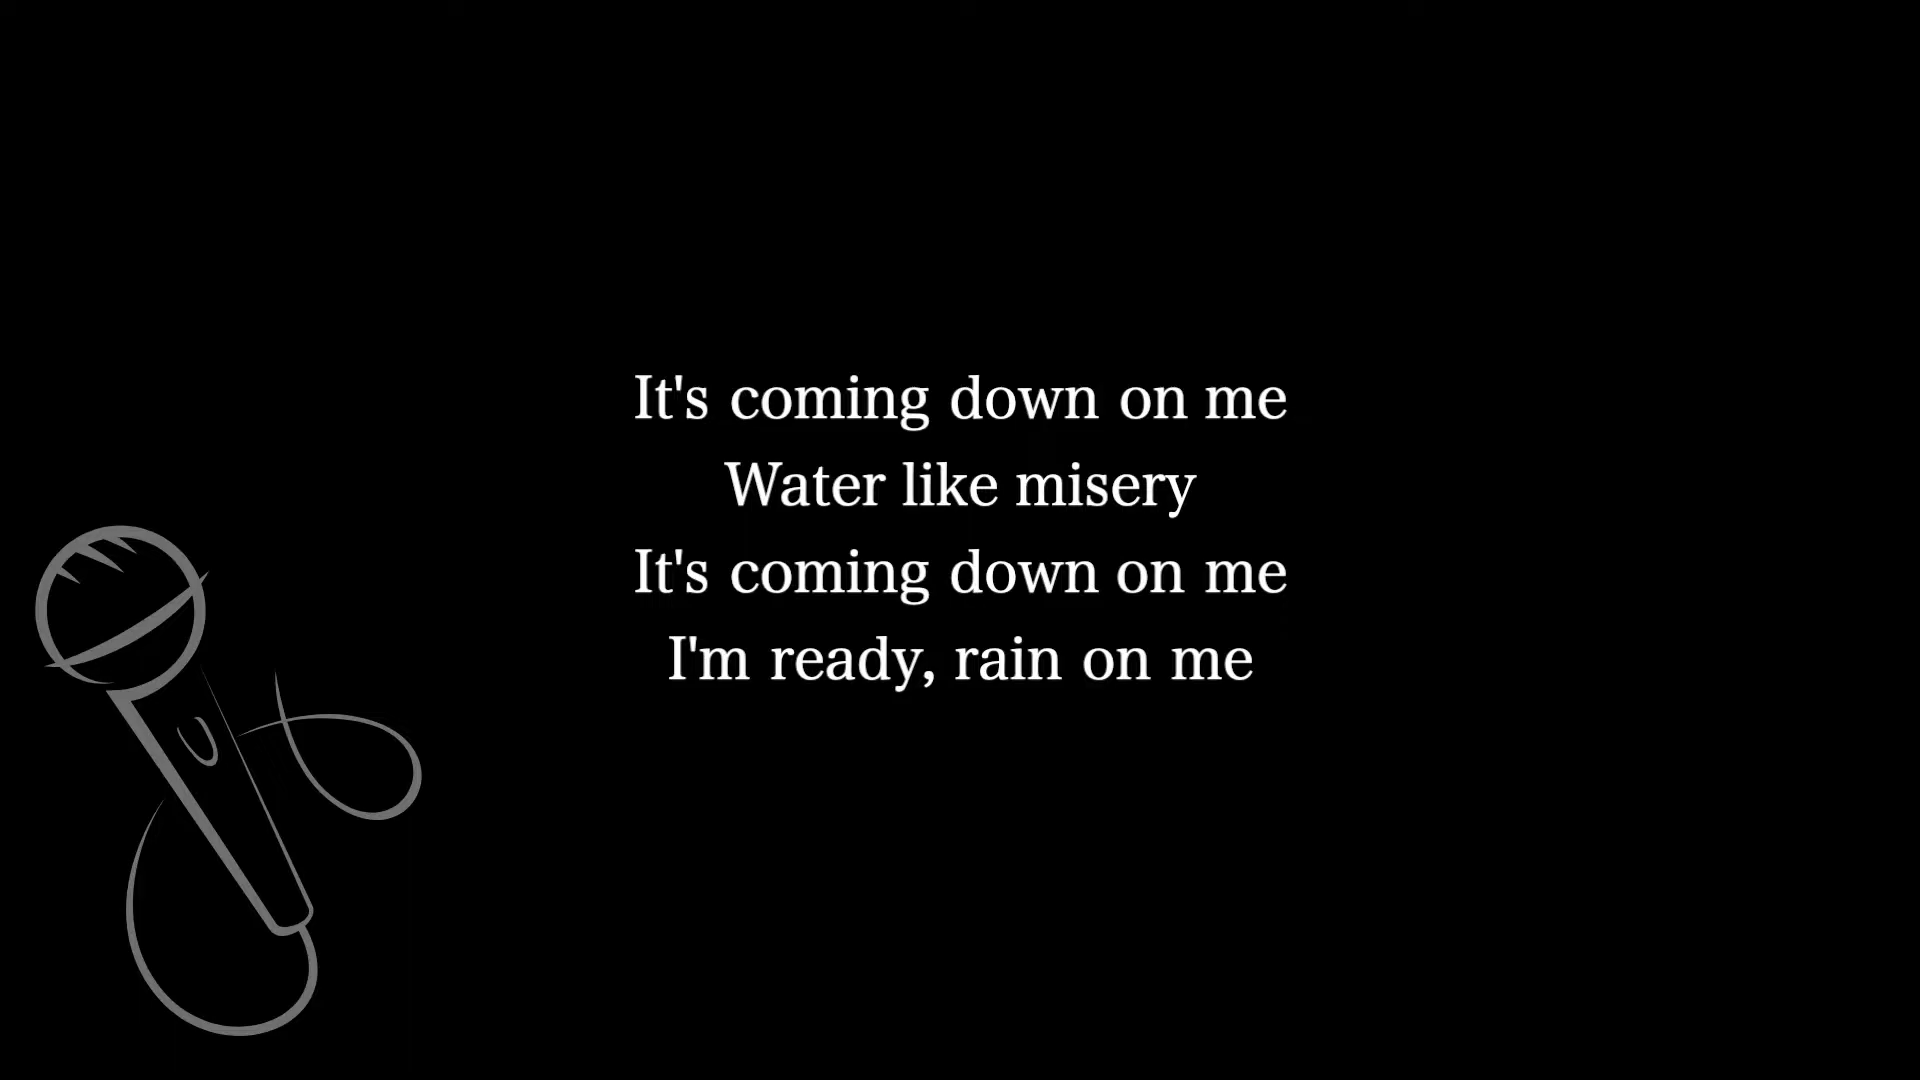 It's coming down on me
Water like misery
It's coming down on me
I'm ready, rain on me